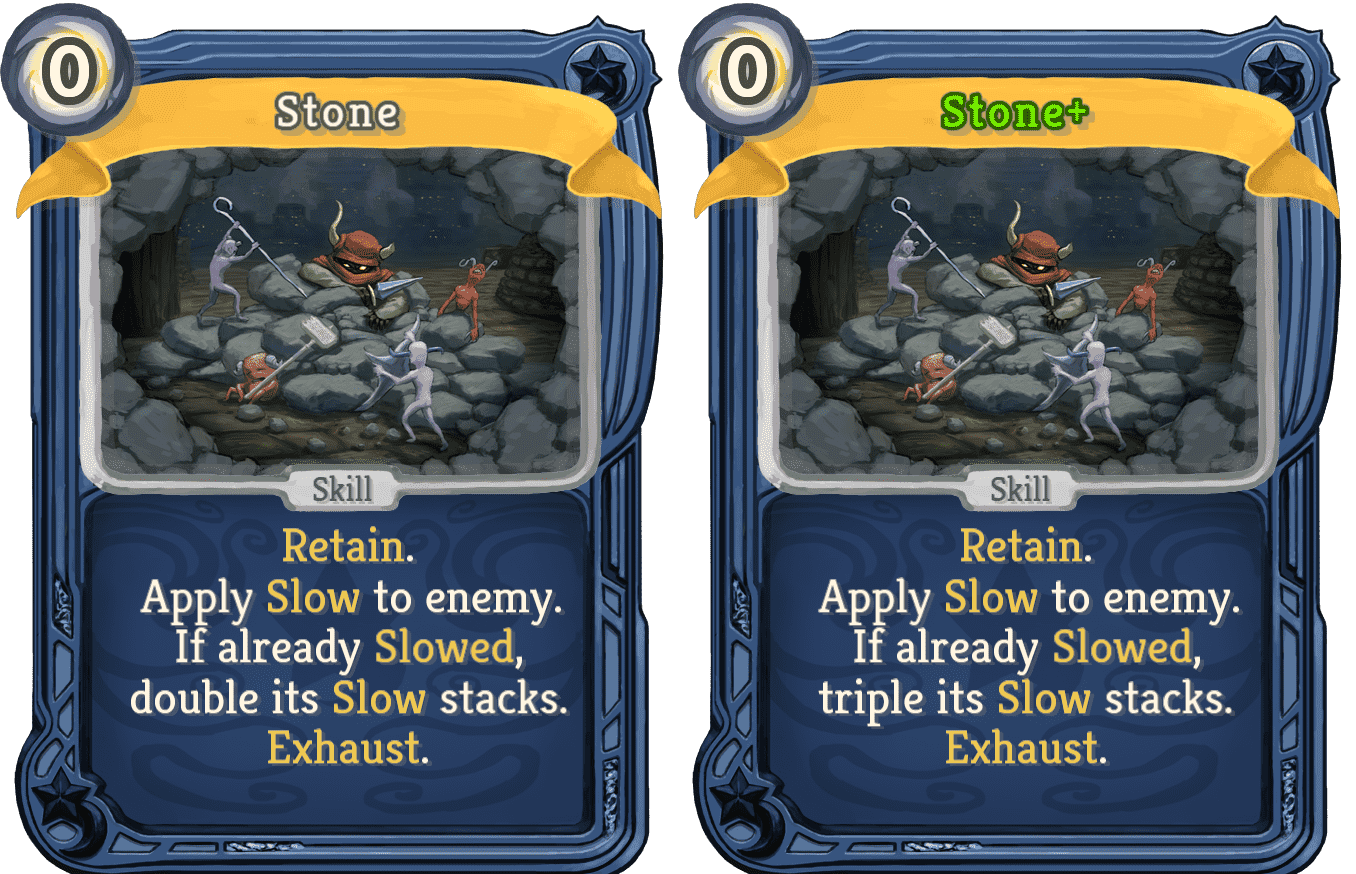 0
Stone
Skill
Retain.
Apply Slow to enemy.
If already Slowed,
double its Slow stacks.
Exhaust.
0
Stone+
Skill
Retain.
Apply Slow to enemy.
If already Slowed,
triple its Slow stacks.
Exhaust.